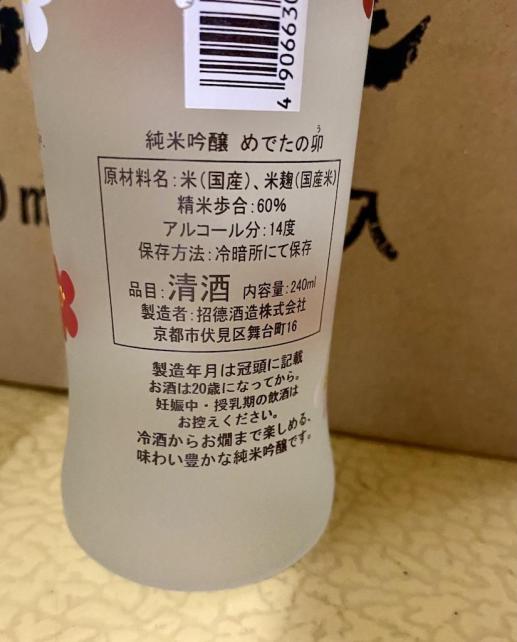 4 906630
純米吟醸 めでたの卯
う
原材料名:米(国産)、米麹(国産米)
精米歩合:60%
アルコール分:14度
保存方法:冷暗所にて保存
品目:清酒 内容量:240ml
製造者:招德酒造株式会社
京都市伏見区舞台町16
製造年月は冠頭に記載
お酒は20歳になってから。
妊娠中・授乳期の飲酒は
お控えください。
冷酒からお燗まで楽しめる、
味わい豊かな純米吟醸です。